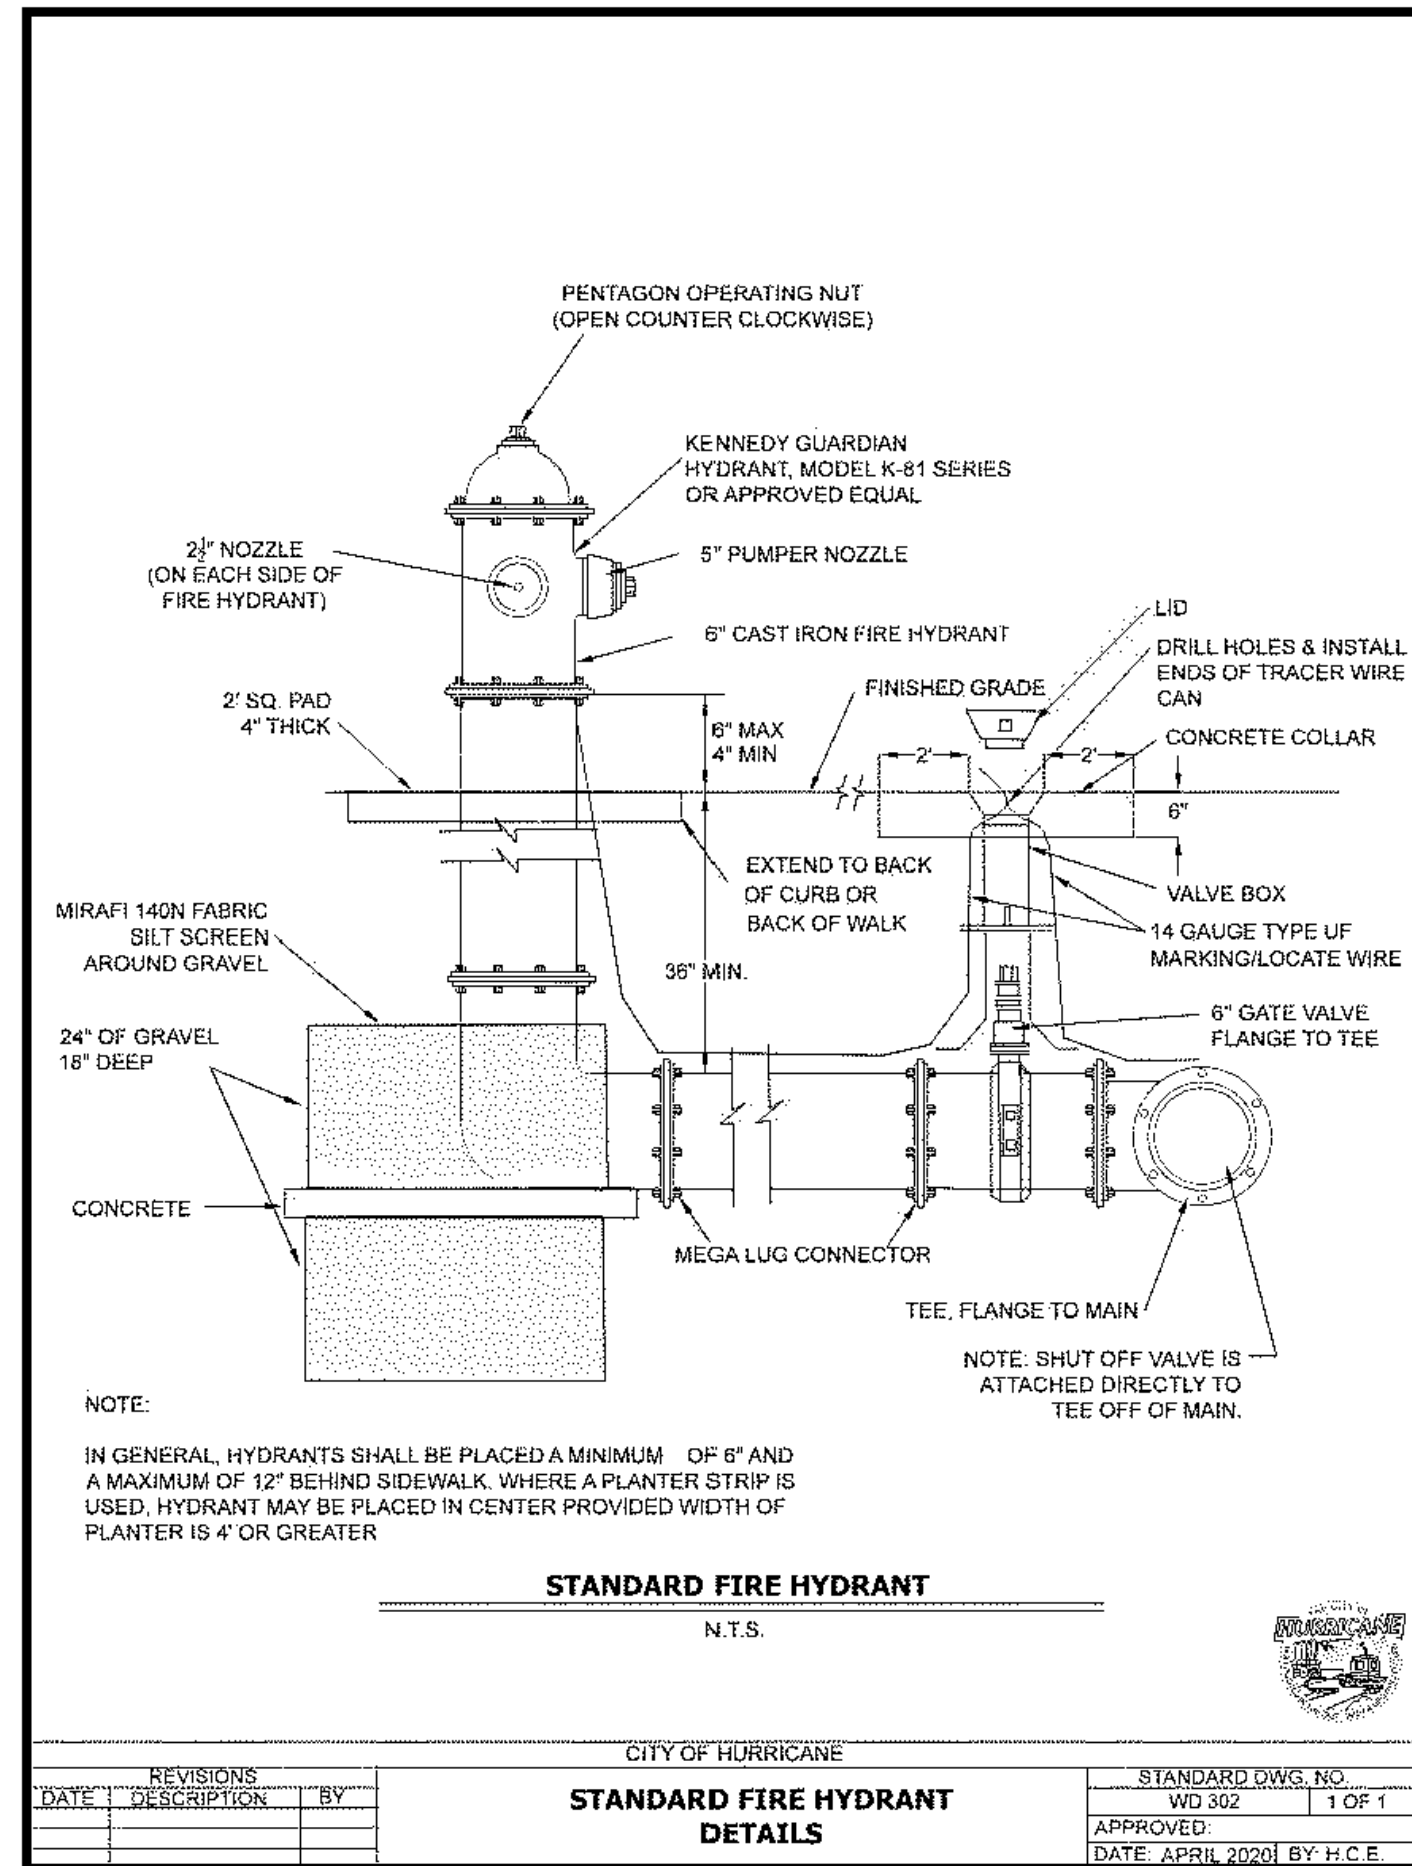 PENTAGON OPERATING NUT
(OPEN COUNTER CLOCKWISE)
KENNEDY GUARDIAN
HYDRANT, MODEL K-81 SERIES
OR APPROVED EQUAL
2½" NOZZLE
(ON EACH SIDE OF
FIRE HYDRANT)
5" PUMPER NOZZLE
6" CAST IRON FIRE HYDRANT
LID
DRILL HOLES & INSTALL
ENDS OF TRACER WIRE
CAN
2' SQ. PAD
4" THICK
FINISHED GRADE
6" MAX
4" MIN
CONCRETE COLLAR
2'
2'
6"
EXTEND TO BACK
OF CURB OR
BACK OF WALK
VALVE BOX
14 GAUGE TYPE UF
MARKING/LOCATE WIRE
MIRAFI 140N FABRIC
SILT SCREEN
AROUND GRAVEL
36" MIN.
6" GATE VALVE
FLANGE TO TEE
24" OF GRAVEL
18" DEEP
CONCRETE
MEGA LUG CONNECTOR
TEE, FLANGE TO MAIN
NOTE: SHUT OFF VALVE IS
ATTACHED DIRECTLY TO
TEE OFF OF MAIN.
NOTE:
IN GENERAL, HYDRANTS SHALL BE PLACED A MINIMUM OF 6" AND
A MAXIMUM OF 12" BEHIND SIDEWALK. WHERE A PLANTER STRIP IS
USED, HYDRANT MAY BE PLACED IN CENTER PROVIDED WIDTH OF
PLANTER IS 4' OR GREATER
STANDARD FIRE HYDRANT
N.T.S.
HURRICANE
CITY OF HURRICANE
REVISIONS
DATE DESCRIPTION BY
STANDARD FIRE HYDRANT
DETAILS
STANDARD DWG. NO.
WD 302 1 OF 1
APPROVED:
DATE: APRIL 2020 BY: H.C.E.